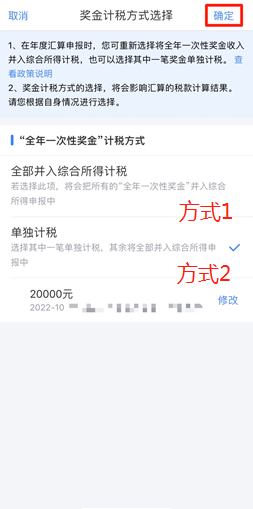 取消 奖金计税方式选择 确定
1、在年度汇算申报时，您可重新选择将全年一次性奖金收入
并入综合所得计税，也可以选择其中一笔奖金单独计税。 查
看政策说明
2、奖金计税方式的选择，将会影响汇算的税款计算结果。
请您根据自身情况进行选择。
“全年一次性奖金”计税方式
全部并入综合所得计税
若选择此项，将会把所有的“全年一次性奖金”并入综合
所得申报中
方式1
单独计税
选择其中一笔单独计税，其余将全部并入综合所得申
报中
方式2
20000元
2022-10
修改